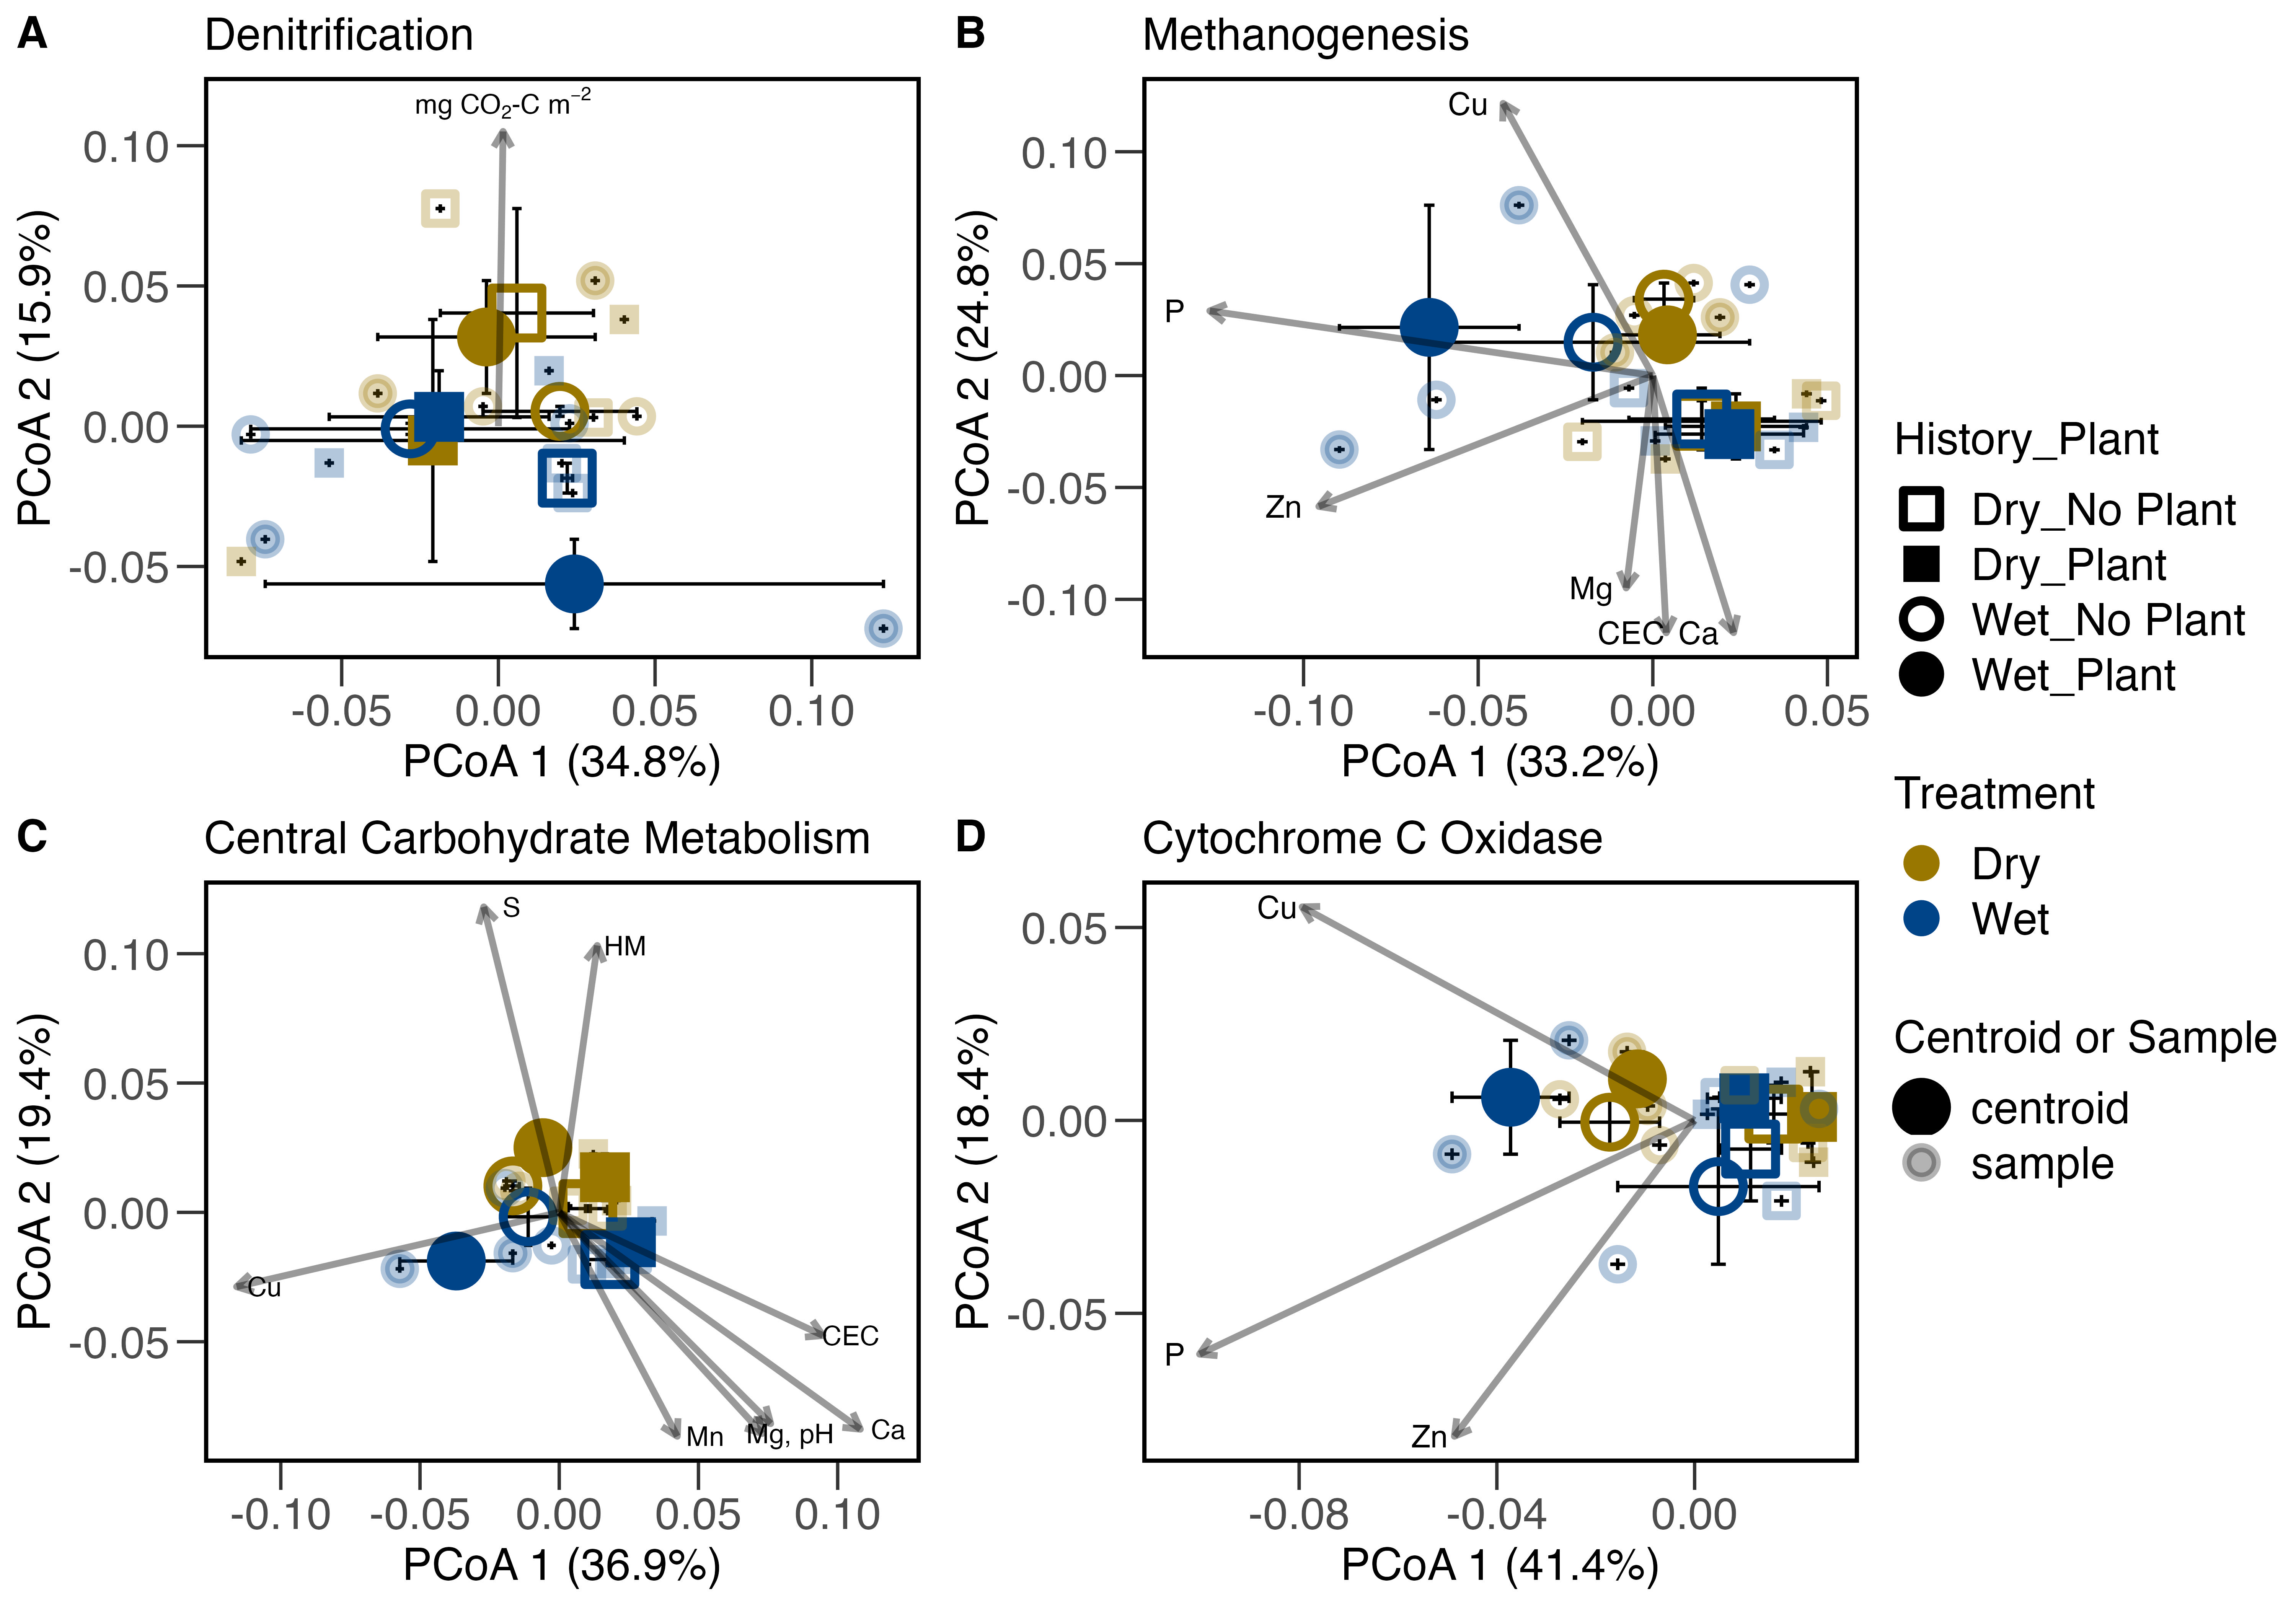 A Denitrification
mg CO₂-C m⁻²
0.10
0.05
0.00
-0.05
PCoA 2 (15.9%)
-0.05 0.00 0.05 0.10
PCoA 1 (34.8%)
B Methanogenesis
Cu
P
Zn
Mg
CEC Ca
0.10
0.05
0.00
-0.05
-0.10
PCoA 2 (24.8%)
-0.10 -0.05 0.00 0.05
PCoA 1 (33.2%)
C Central Carbohydrate Metabolism
S
HM
Cu
CEC
Mn Mg, pH Ca
0.10
0.05
0.00
-0.05
PCoA 2 (19.4%)
-0.10 -0.05 0.00 0.05 0.10
PCoA 1 (36.9%)
D Cytochrome C Oxidase
Cu
P
Zn
0.05
0.00
-0.05
PCoA 2 (18.4%)
-0.08 -0.04 0.00
PCoA 1 (41.4%)
History_Plant
Dry_No Plant
Dry_Plant
Wet_No Plant
Wet_Plant
Treatment
Dry
Wet
Centroid or Sample
centroid
sample